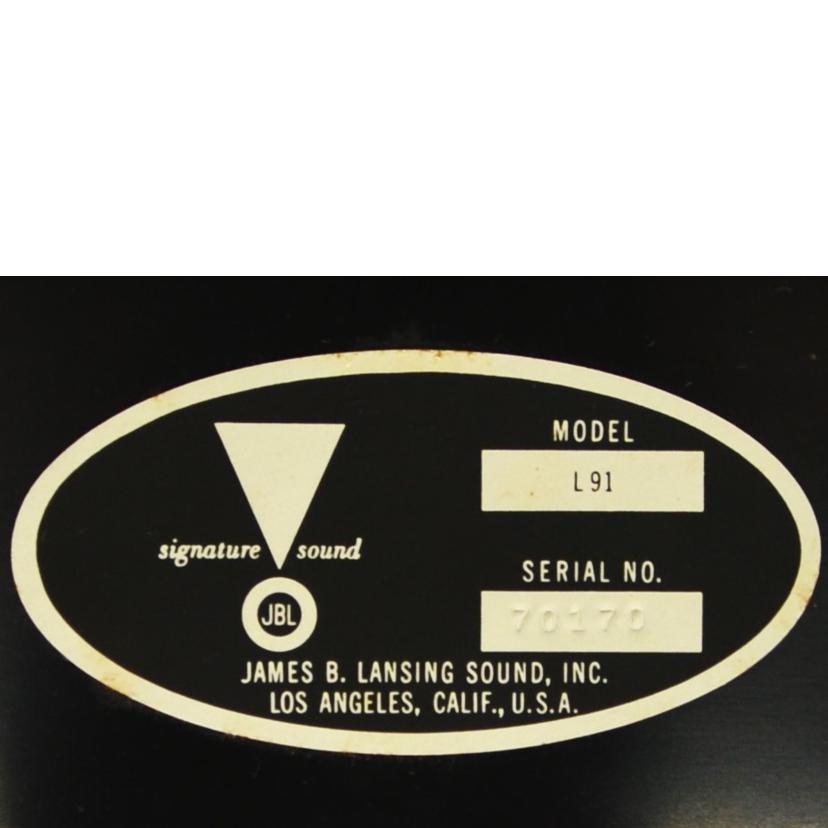 MODEL
L91
signature sound
SERIAL NO.
70170
JBL
JAMES B. LANSING SOUND, INC.
LOS ANGELES, CALIF., U.S.A.